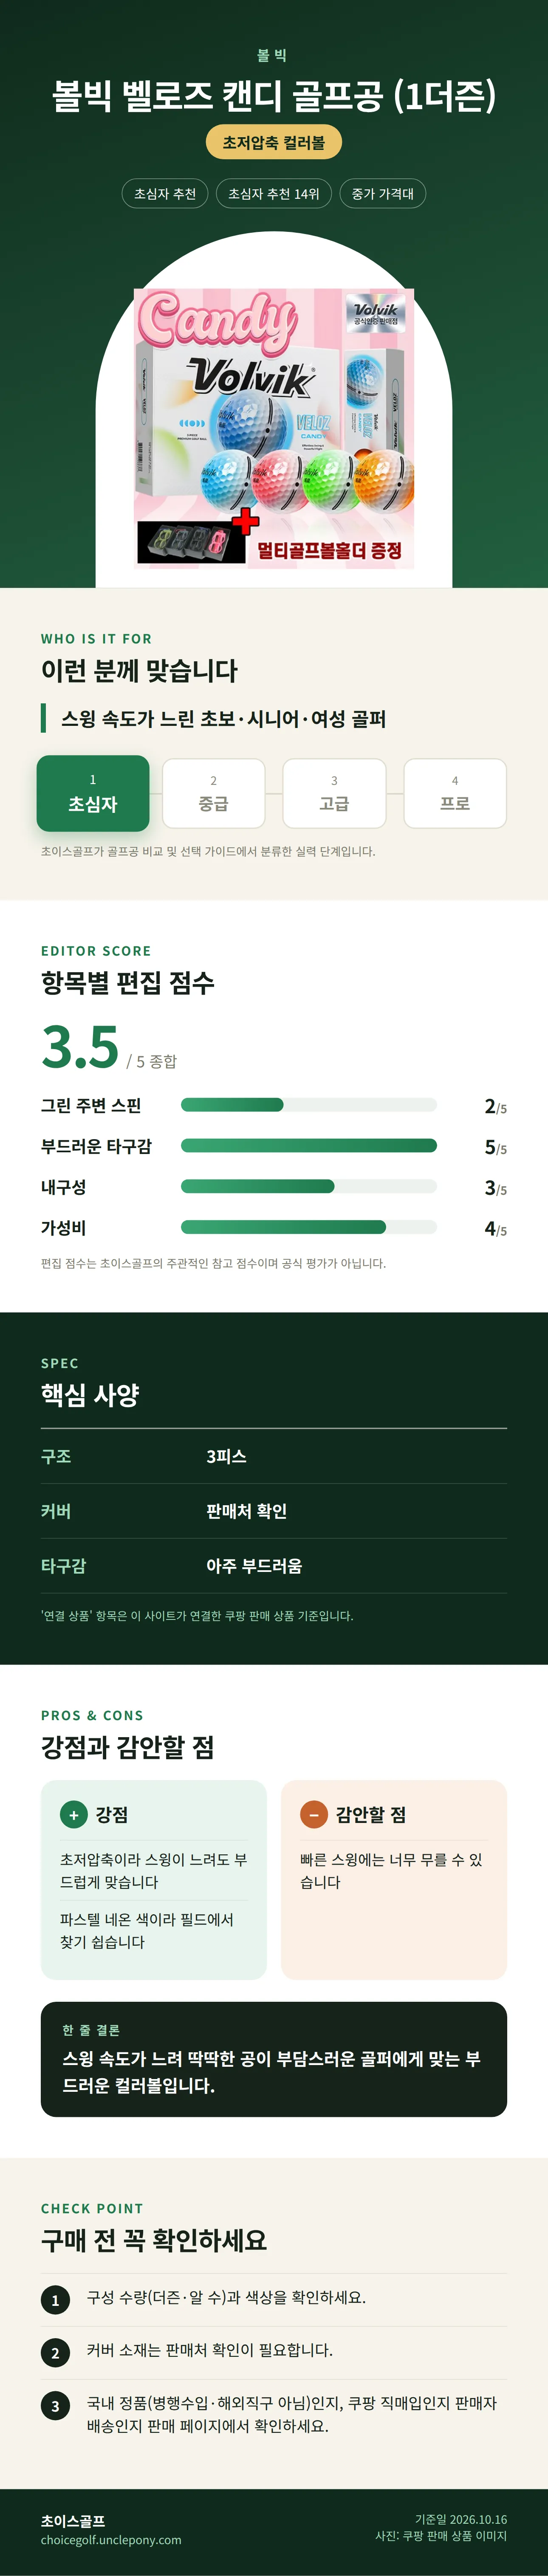 볼빅
볼빅 벨로즈 캔디 골프공 (1더즌)
초저압축 컬러볼
초심자 추천
초심자 추천 14위
중가 가격대
Candy
Volvik
공식인증 판매점
Volvik
VELOZ
CANDY
멀티골프볼홀더 증정
WHO IS IT FOR
이런 분께 맞습니다
스윙 속도가 느린 초보·시니어·여성 골퍼
1
초심자
2
중급
3
고급
4
프로
초이스골프가 골프공 비교 및 선택 가이드에서 분류한 실력 단계입니다.
EDITOR SCORE
항목별 편집 점수
3.5 / 5 종합
그린 주변 스핀 2/5
부드러운 타구감 5/5
내구성 3/5
가성비 4/5
편집 점수는 초이스골프의 주관적인 참고 점수이며 공식 평가가 아닙니다.
SPEC
핵심 사양
구조 3피스
커버 판매처 확인
타구감 아주 부드러움
'연결 상품' 항목은 이 사이트가 연결한 쿠팡 판매 상품 기준입니다.
PROS & CONS
강점과 감안할 점
+ 강점
초저압축이라 스윙이 느려도 부
드럽게 맞습니다
파스텔 네온 색이라 필드에서
찾기 쉽습니다
− 감안할 점
빠른 스윙에는 너무 무를 수 있
습니다
한 줄 결론
스윙 속도가 느려 딱딱한 공이 부담스러운 골퍼에게 맞는 부
드러운 컬러볼입니다.
CHECK POINT
구매 전 꼭 확인하세요
1 구성 수량(더즌·알 수)과 색상을 확인하세요.
2 커버 소재는 판매처 확인이 필요합니다.
3 국내 정품(병행수입·해외직구 아님)인지, 쿠팡 직매입인지 판매자
배송인지 판매 페이지에서 확인하세요.
초이스골프
choicegolf.unclepony.com
기준일 2026.10.16
사진: 쿠팡 판매 상품 이미지